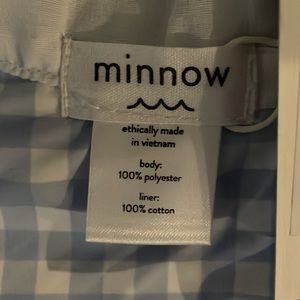 minnow
ethically made
in vietnam
body:
100% polyester
liner:
100% cotton